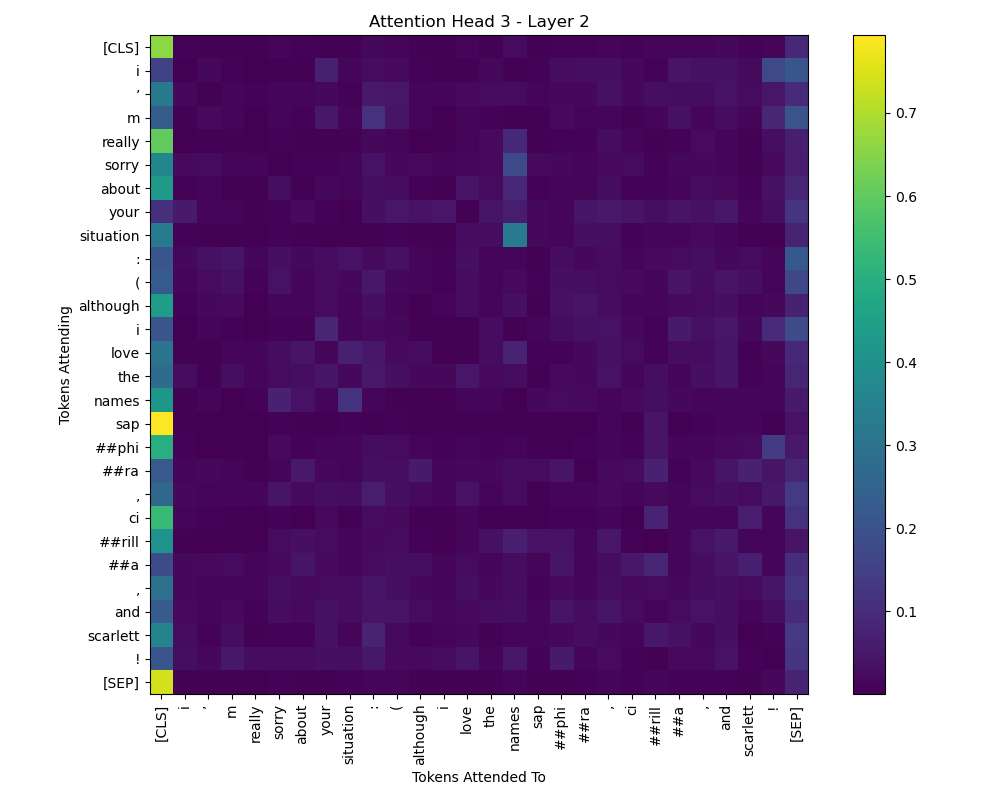 Attention Head 3 - Layer 2
[CLS]
i
’
m
really
sorry
about
your
situation
:
(
although
i
love
the
names
sap
##phi
##ra
,
ci
##rill
##a
,
and
scarlett
!
[SEP]
Tokens Attending
[CLS]
i
’
m
really
sorry
about
your
situation
:
(
although
i
love
the
names
sap
##phi
##ra
,
ci
##rill
##a
,
and
scarlett
!
[SEP]
Tokens Attended To
0.7
0.6
0.5
0.4
0.3
0.2
0.1